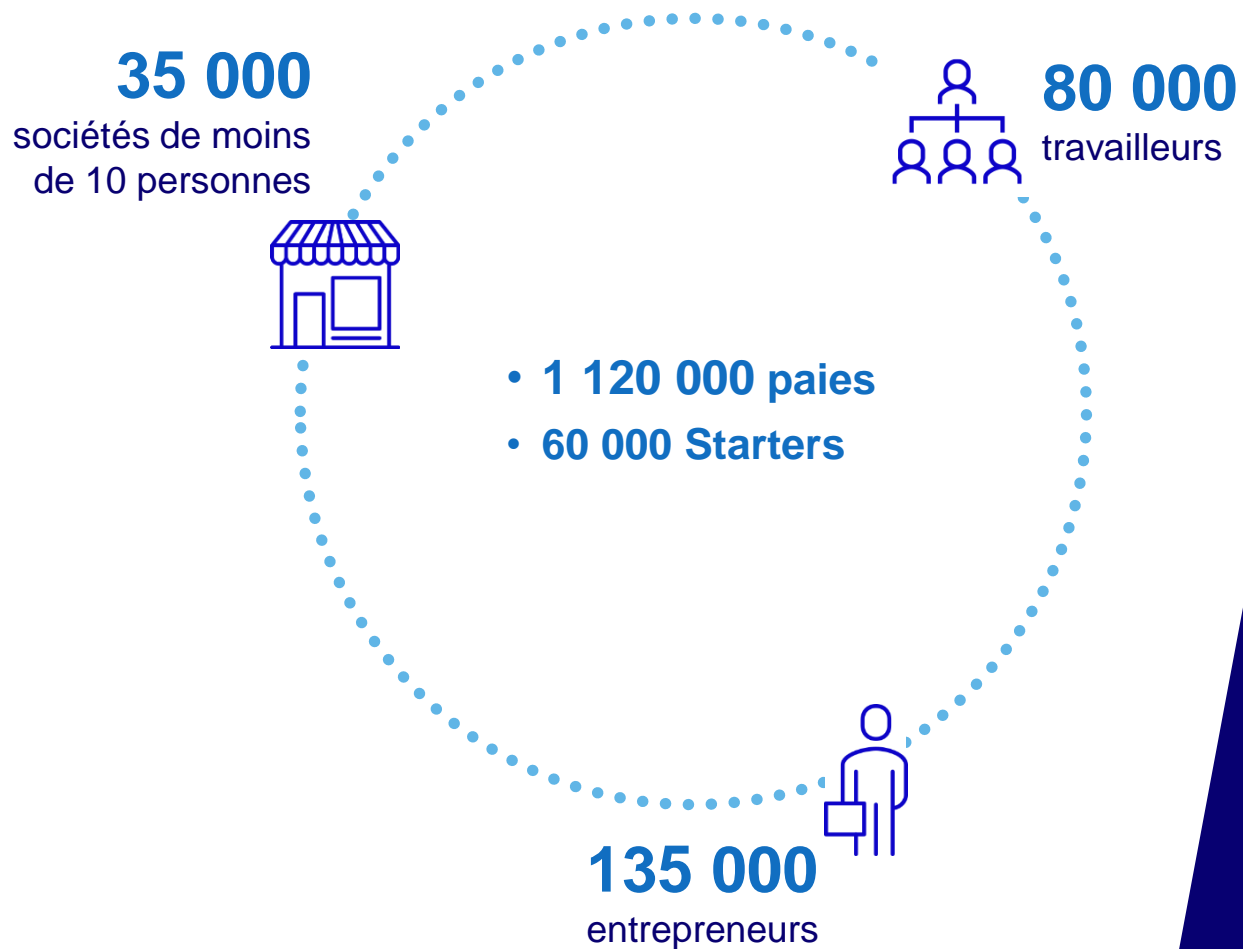 35 000
sociétés de moins
de 10 personnes
80 000
travailleurs
• 1 120 000 paies
• 60 000 Starters
135 000
entrepreneurs